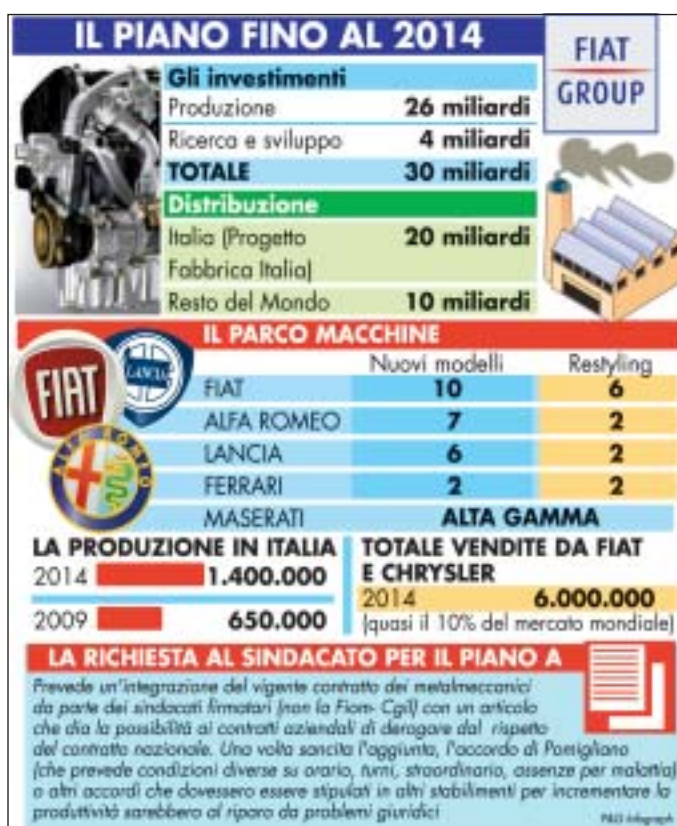 IL PIANO FINO AL 2014
FIAT
GROUP
Gli investimenti
Produzione 26 miliardi
Ricerca e sviluppo 4 miliardi
TOTALE 30 miliardi
Distribuzione
Italia (Progetto 20 miliardi
Fabbrica Italia)
Resto del Mondo 10 miliardi
IL PARCO MACCHINE
FIAT
LANCIA
ALFA ROMEO
Nuovi modelli Restyling
FIAT 10 6
ALFA ROMEO 7 2
LANCIA 6 2
FERRARI 2 2
MASERATI ALTA GAMMA
LA PRODUZIONE IN ITALIA
2014 1.400.000
2009 650.000
TOTALE VENDITE DA FIAT
E CHRYSLER
2014 6.000.000
(quasi il 10% del mercato mondiale)
LA RICHIESTA AL SINDACATO PER IL PIANO A
Prevede un'integrazione del vigente contratto dei metalmeccanici
da parte dei sindacati firmatari (non la Fiom- Cgil) con un articolo
che dia la possibilità ai contratti aziendali di derogare dal rispetto
del contratto nazionale. Una volta sancita l'aggiunta, l'accordo di Pomigliano
(che prevede condizioni diverse su orario, turni, straordinario, assenze per malattia)
o altri accordi che dovessero essere stipulati in altri stabilimenti per incrementare la
produttività sarebbero al riparo da problemi giuridici
P&G Infograph